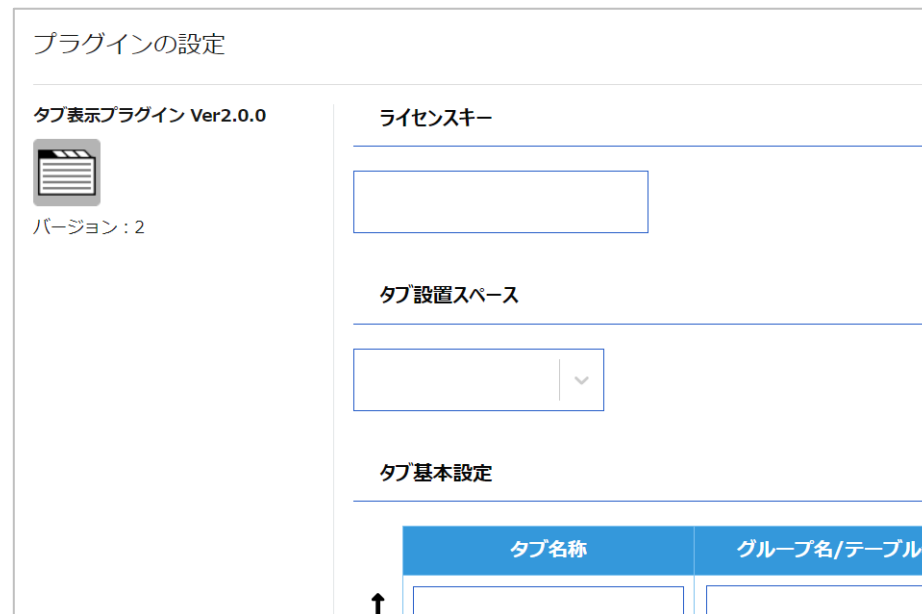 プラグインの設定
タブ表示プラグイン Ver2.0.0
バージョン : 2
ライセンスキー
タブ設置スペース
タブ基本設定
タブ名称
グループ名/テーブル